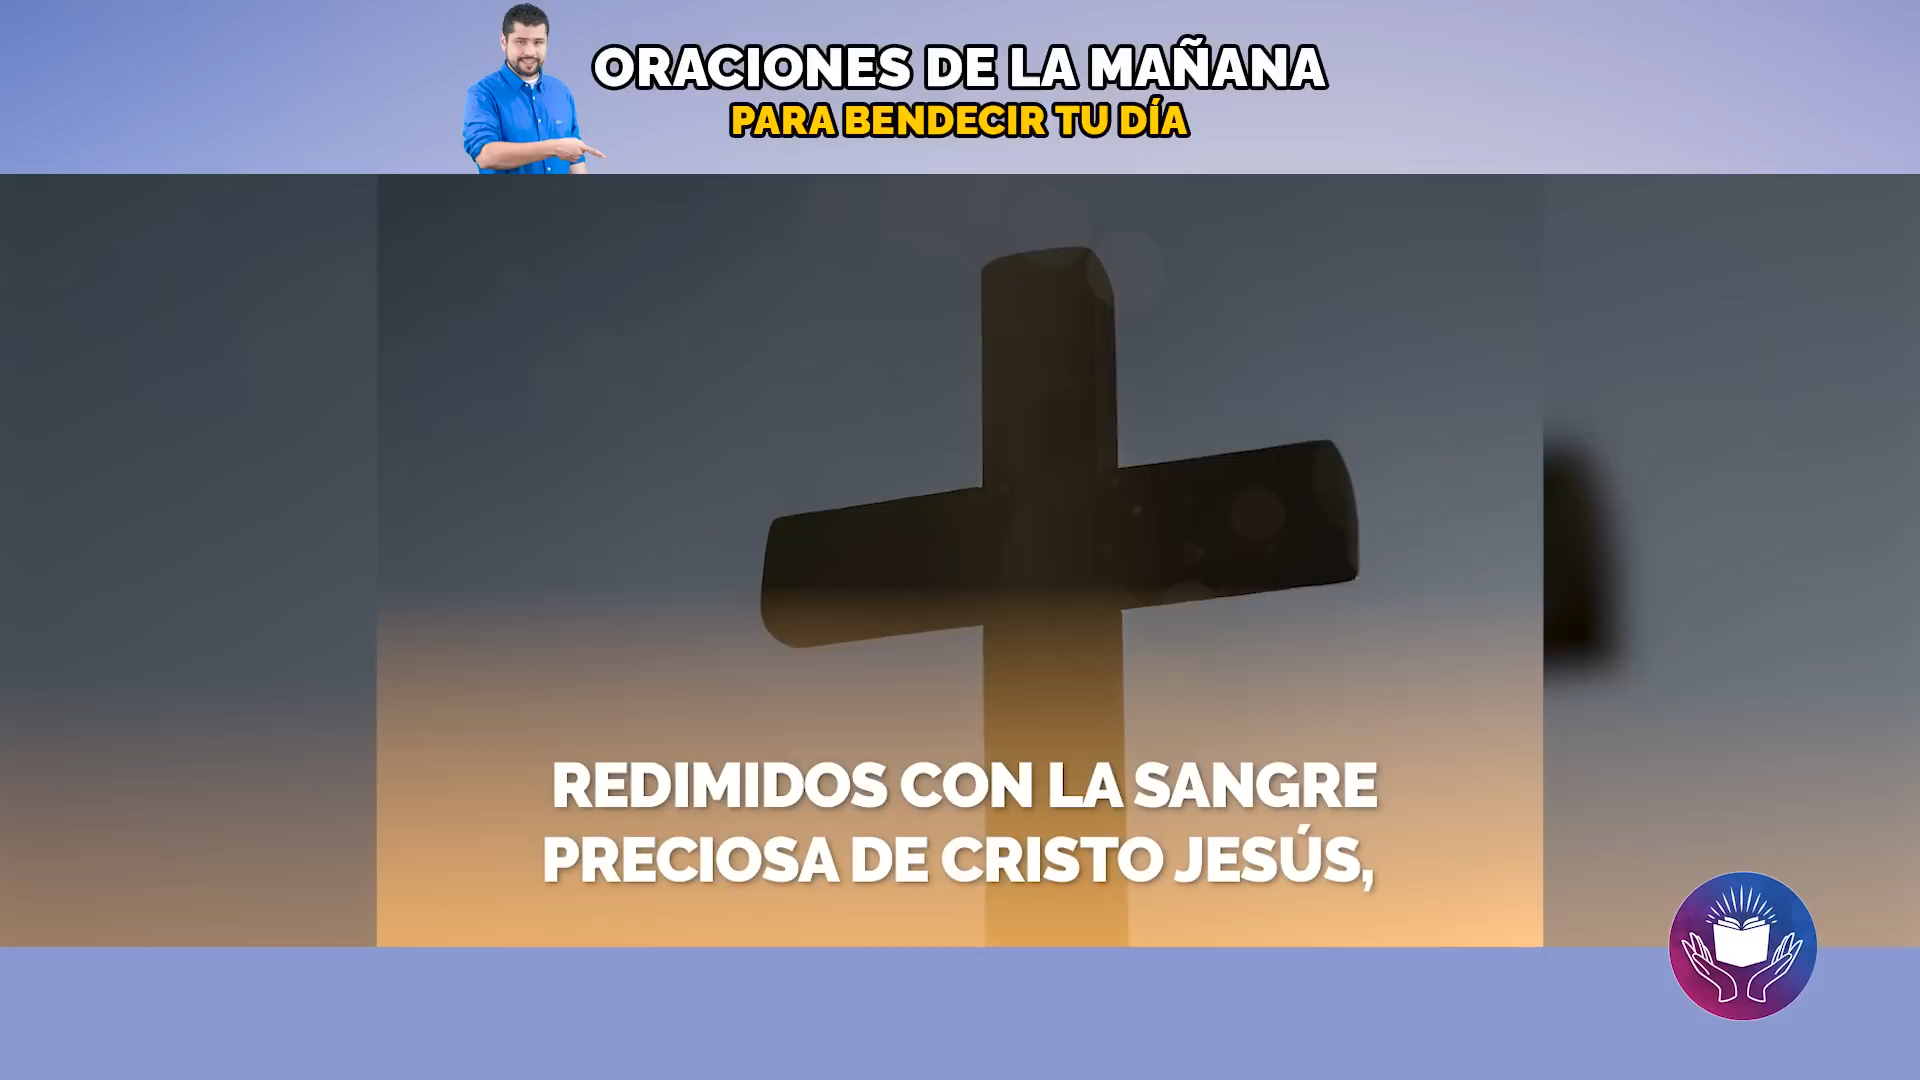 ORACIONES DE LA MAÑANA
PARA BENDECIR TU DÍA
REDIMIDOS CON LA SANGRE
PRECIOSA DE CRISTO JESÚS,